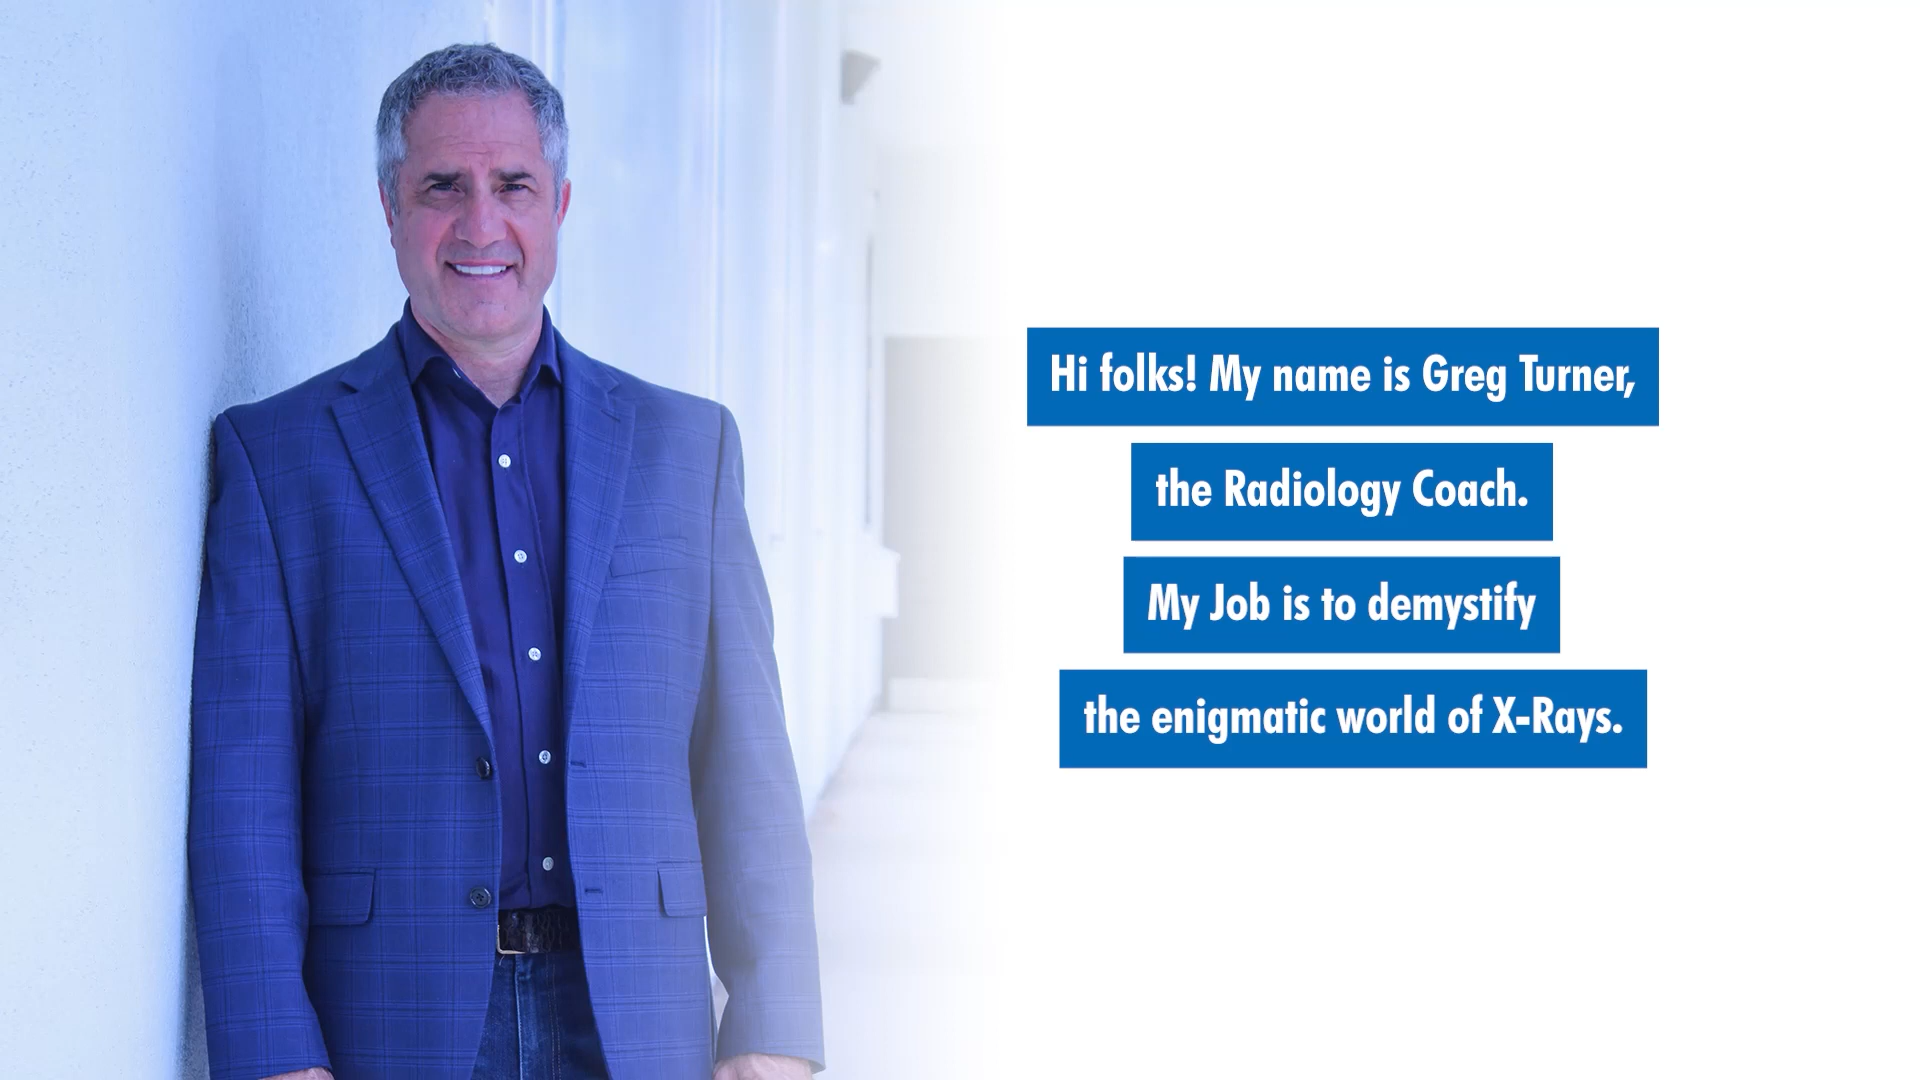 Hi folks! My name is Greg Turner,
the Radiology Coach.
My Job is to demystify
the enigmatic world of X-Rays.